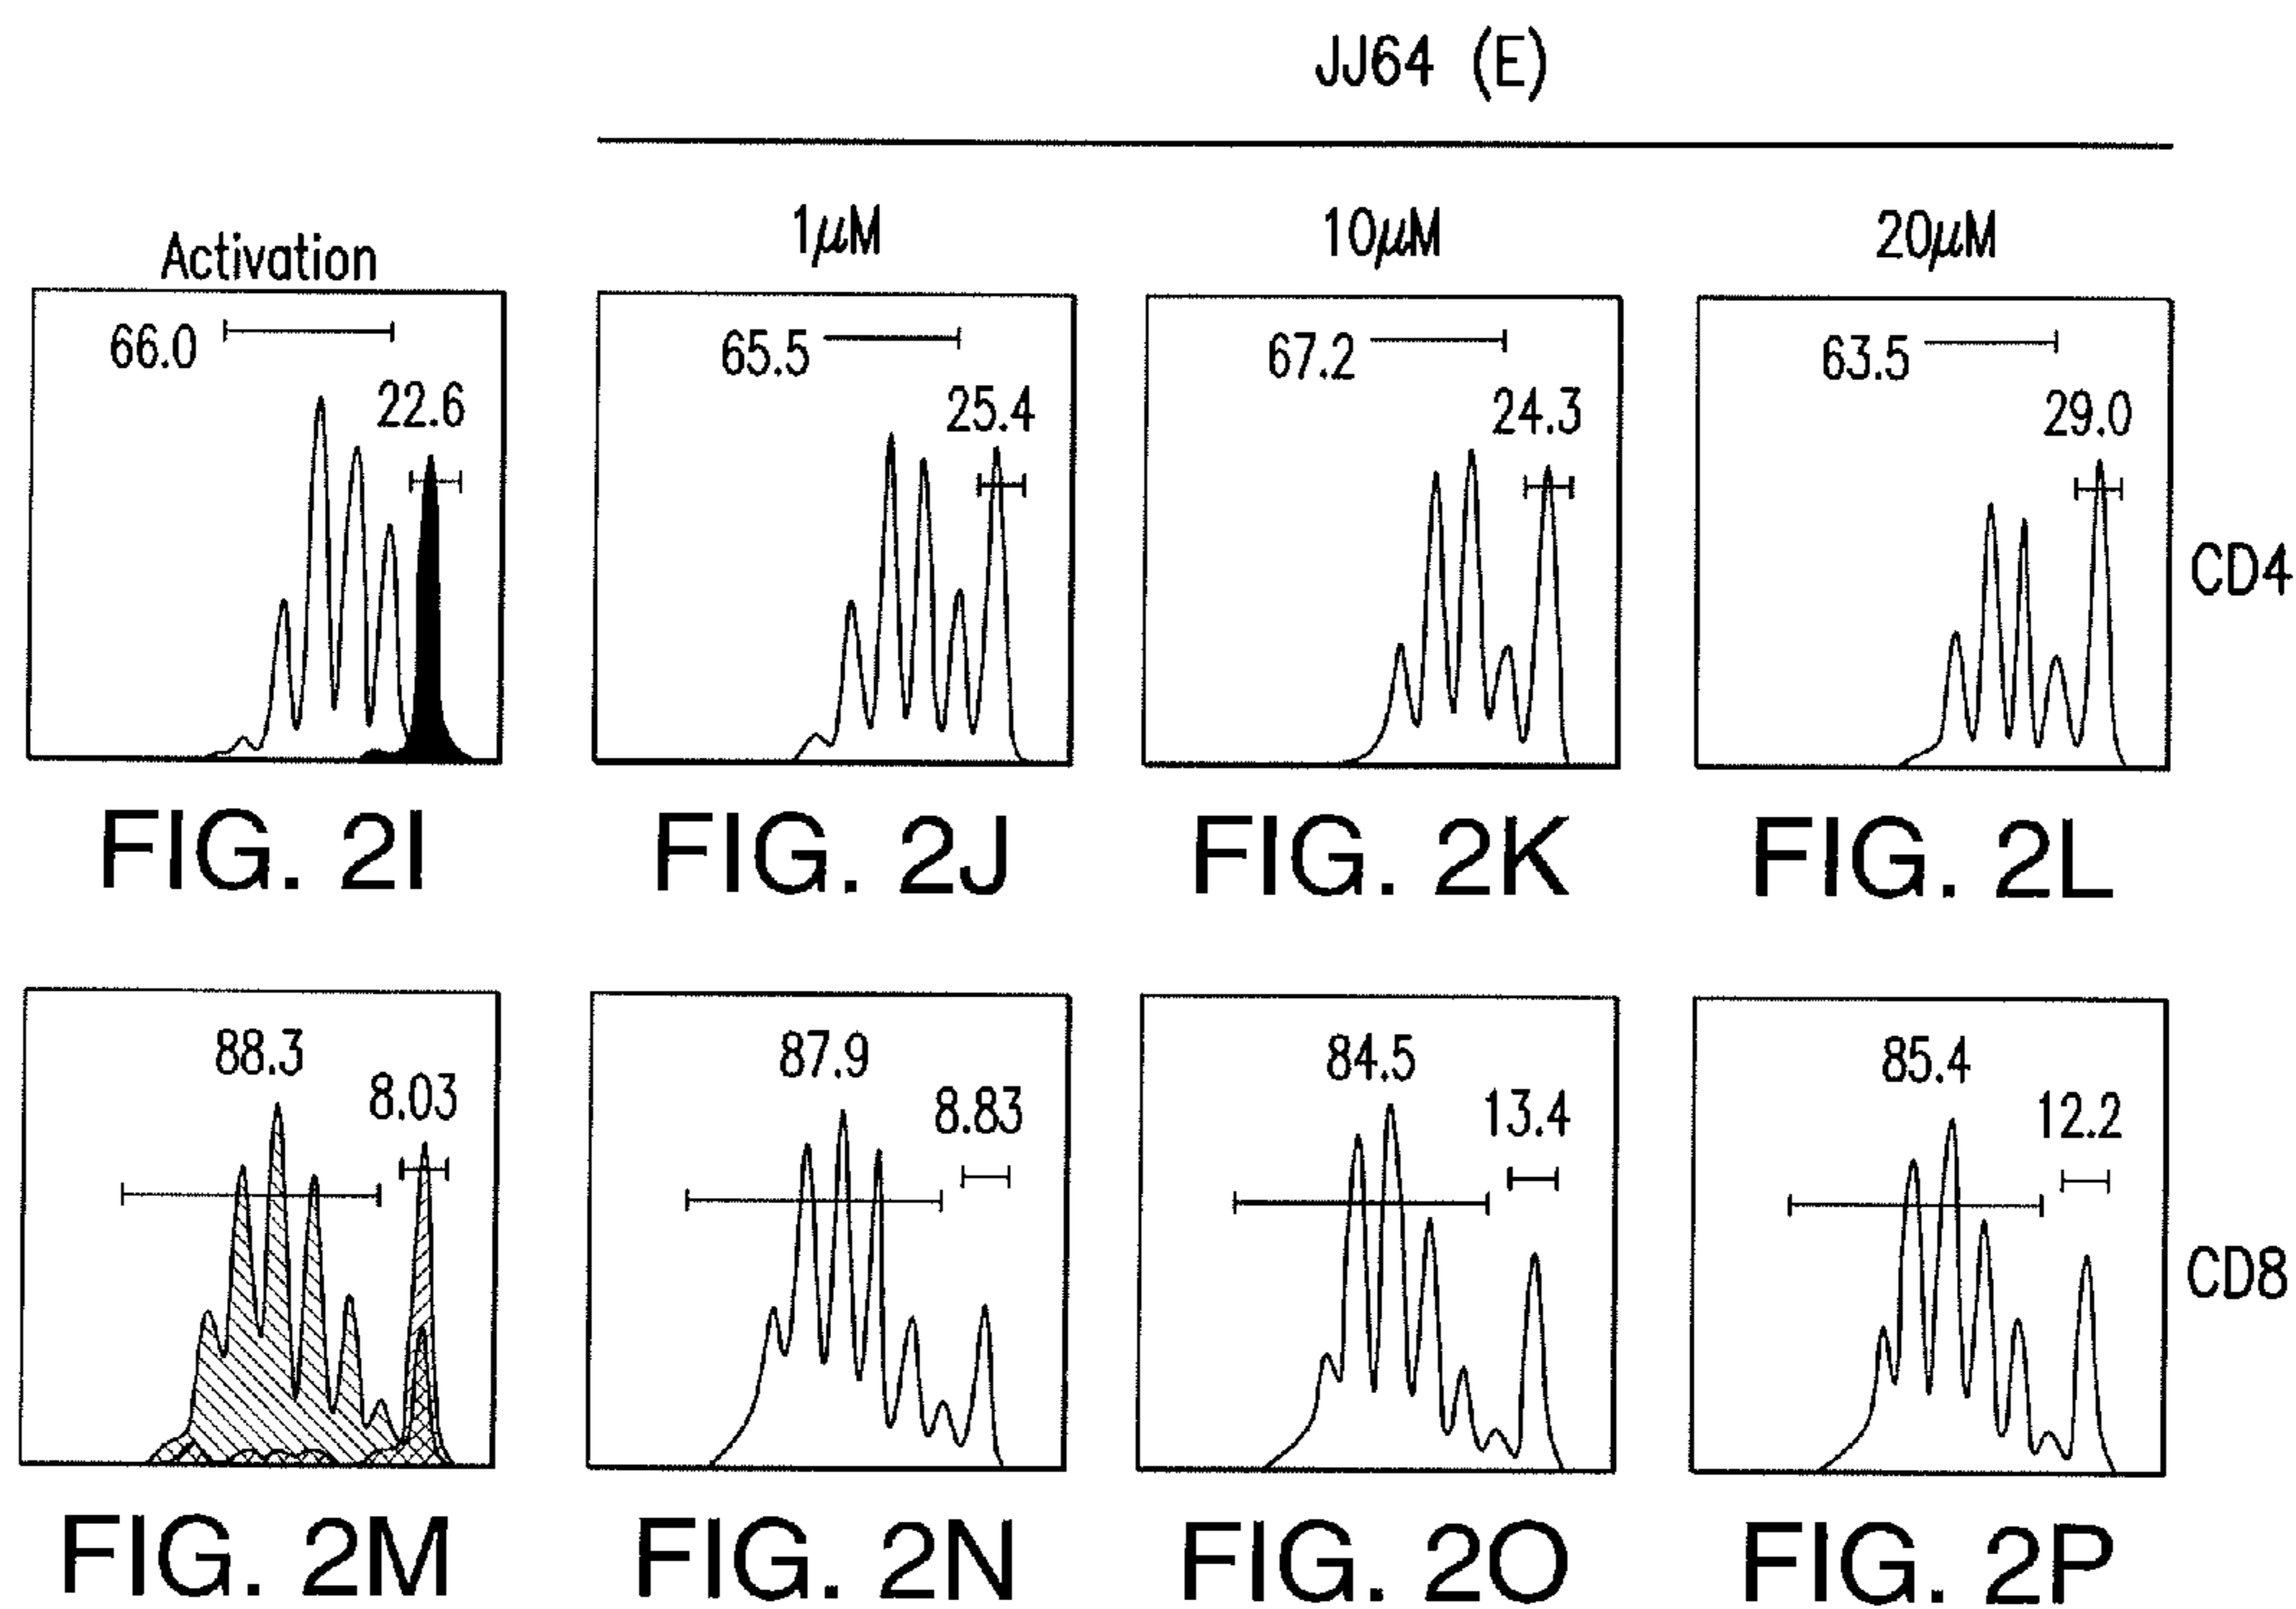 JJ64 (E)
Activation 1μM 10μM 20μM
66.0 65.5 67.2 63.5
22.6 25.4 24.3 29.0
CD4
FIG. 2I FIG. 2J FIG. 2K FIG. 2L
88.3 87.9 84.5 85.4
8.03 8.83 13.4 12.2
CD8
FIG. 2M FIG. 2N FIG. 2O FIG. 2P